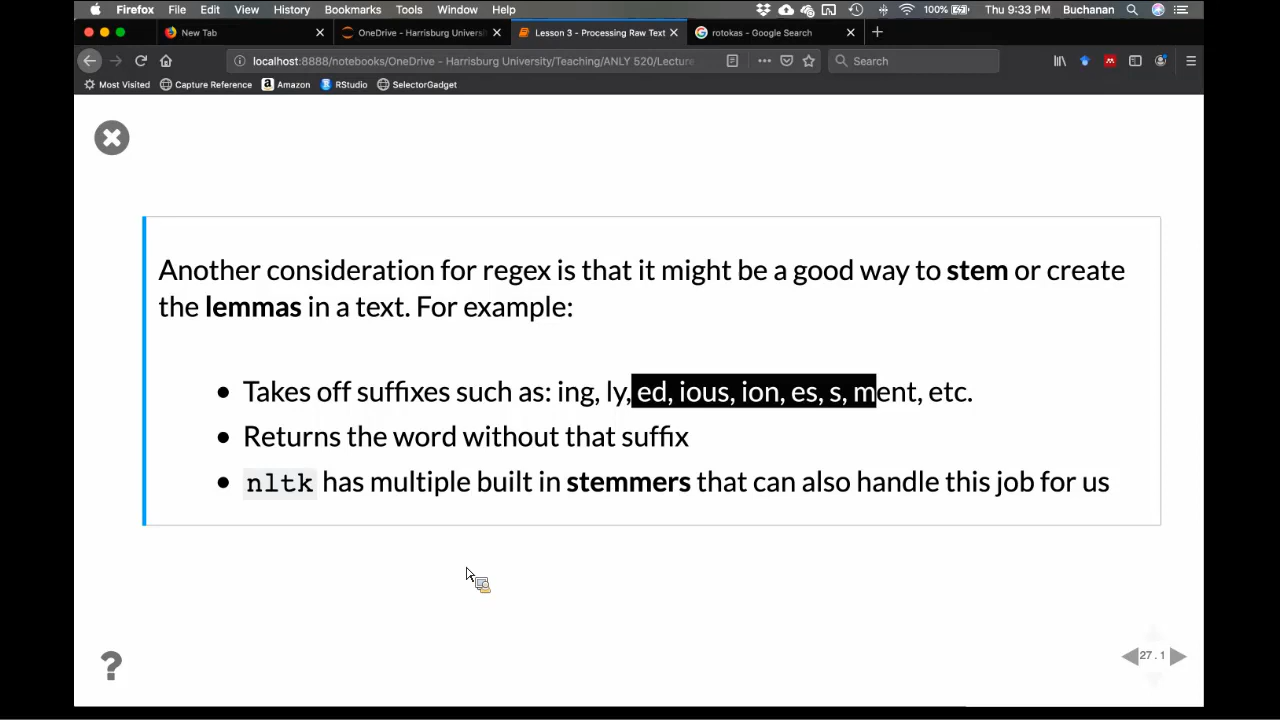 Firefox File Edit View History Bookmarks Tools Window Help 100% Thu 9:33 PM Buchanan
New Tab OneDrive - Harrisburg Universi Lesson 3 - Processing Raw Text rotokas - Google Search
localhost:8888/notebooks/OneDrive - Harrisburg University/Teaching/ANLY 520/Lecture Search
Most Visited Capture Reference Amazon RStudio SelectorGadget
Another consideration for regex is that it might be a good way to stem or create
the lemmas in a text. For example:
• Takes off suffixes such as: ing, ly, ed, ious, ion, es, s, ment, etc.
• Returns the word without that suffix
• nltk has multiple built in stemmers that can also handle this job for us
?
27.1